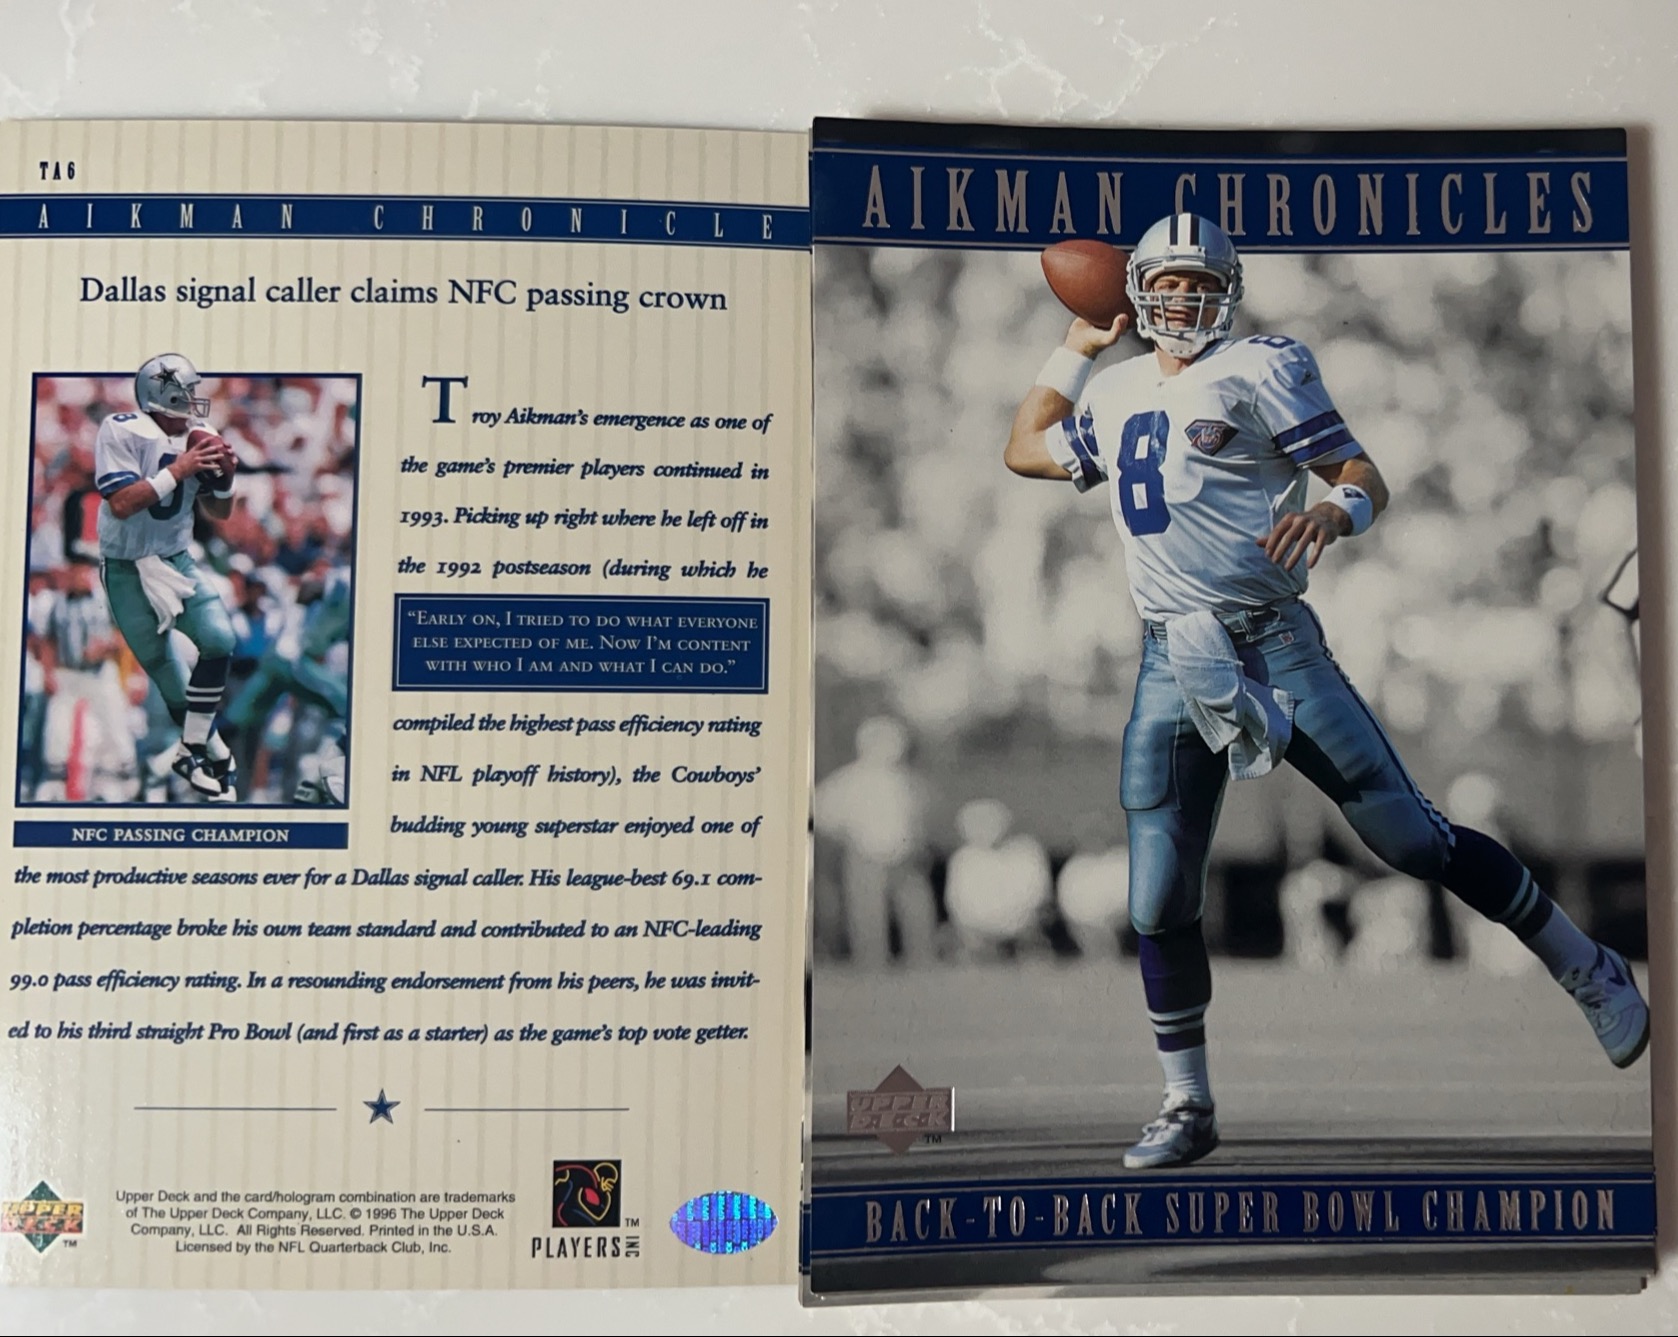 TA6
AIKMAN CHRONICLE
Dallas signal caller claims NFC passing crown
Troy Aikman's emergence as one of
the game's premier players continued in
1993. Picking up right where he left off in
the 1992 postseason (during which he
“EARLY ON, I TRIED TO DO WHAT EVERYONE
ELSE EXPECTED OF ME. NOW I'M CONTENT
WITH WHO I AM AND WHAT I CAN DO.”
compiled the highest pass efficiency rating
in NFL playoff history), the Cowboys'
budding young superstar enjoyed one of
NFC PASSING CHAMPION
the most productive seasons ever for a Dallas signal caller. His league-best 69.1 com-
pletion percentage broke his own team standard and contributed to an NFC-leading
99.0 pass efficiency rating. In a resounding endorsement from his peers, he was invit-
ed to his third straight Pro Bowl (and first as a starter) as the game's top vote getter.
UPPER
DECK
TM
Upper Deck and the card/hologram combination are trademarks
of The Upper Deck Company, LLC. © 1996 The Upper Deck
Company, LLC. All Rights Reserved. Printed in the U.S.A.
Licensed by the NFL Quarterback Club, Inc.
PLAYERS INC TM
AIKMAN CHRONICLES
8
8
UPPER
DECK
TM
BACK-TO-BACK SUPER BOWL CHAMPION